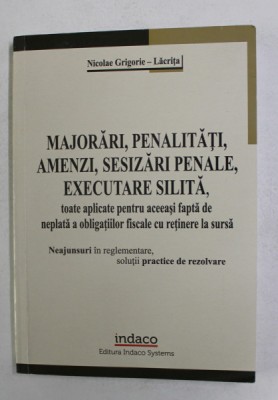 Nicolae Grigorie – Lăcrița
MAJORĂRI, PENALITĂȚI,
AMENZI, SESIZĂRI PENALE,
EXECUTARE SILITĂ,
toate aplicate pentru aceeași faptă de
neplată a obligațiilor fiscale cu reținere la sursă
Neajunsuri în reglementare,
soluții practice de rezolvare
indaco
Editura Indaco Systems